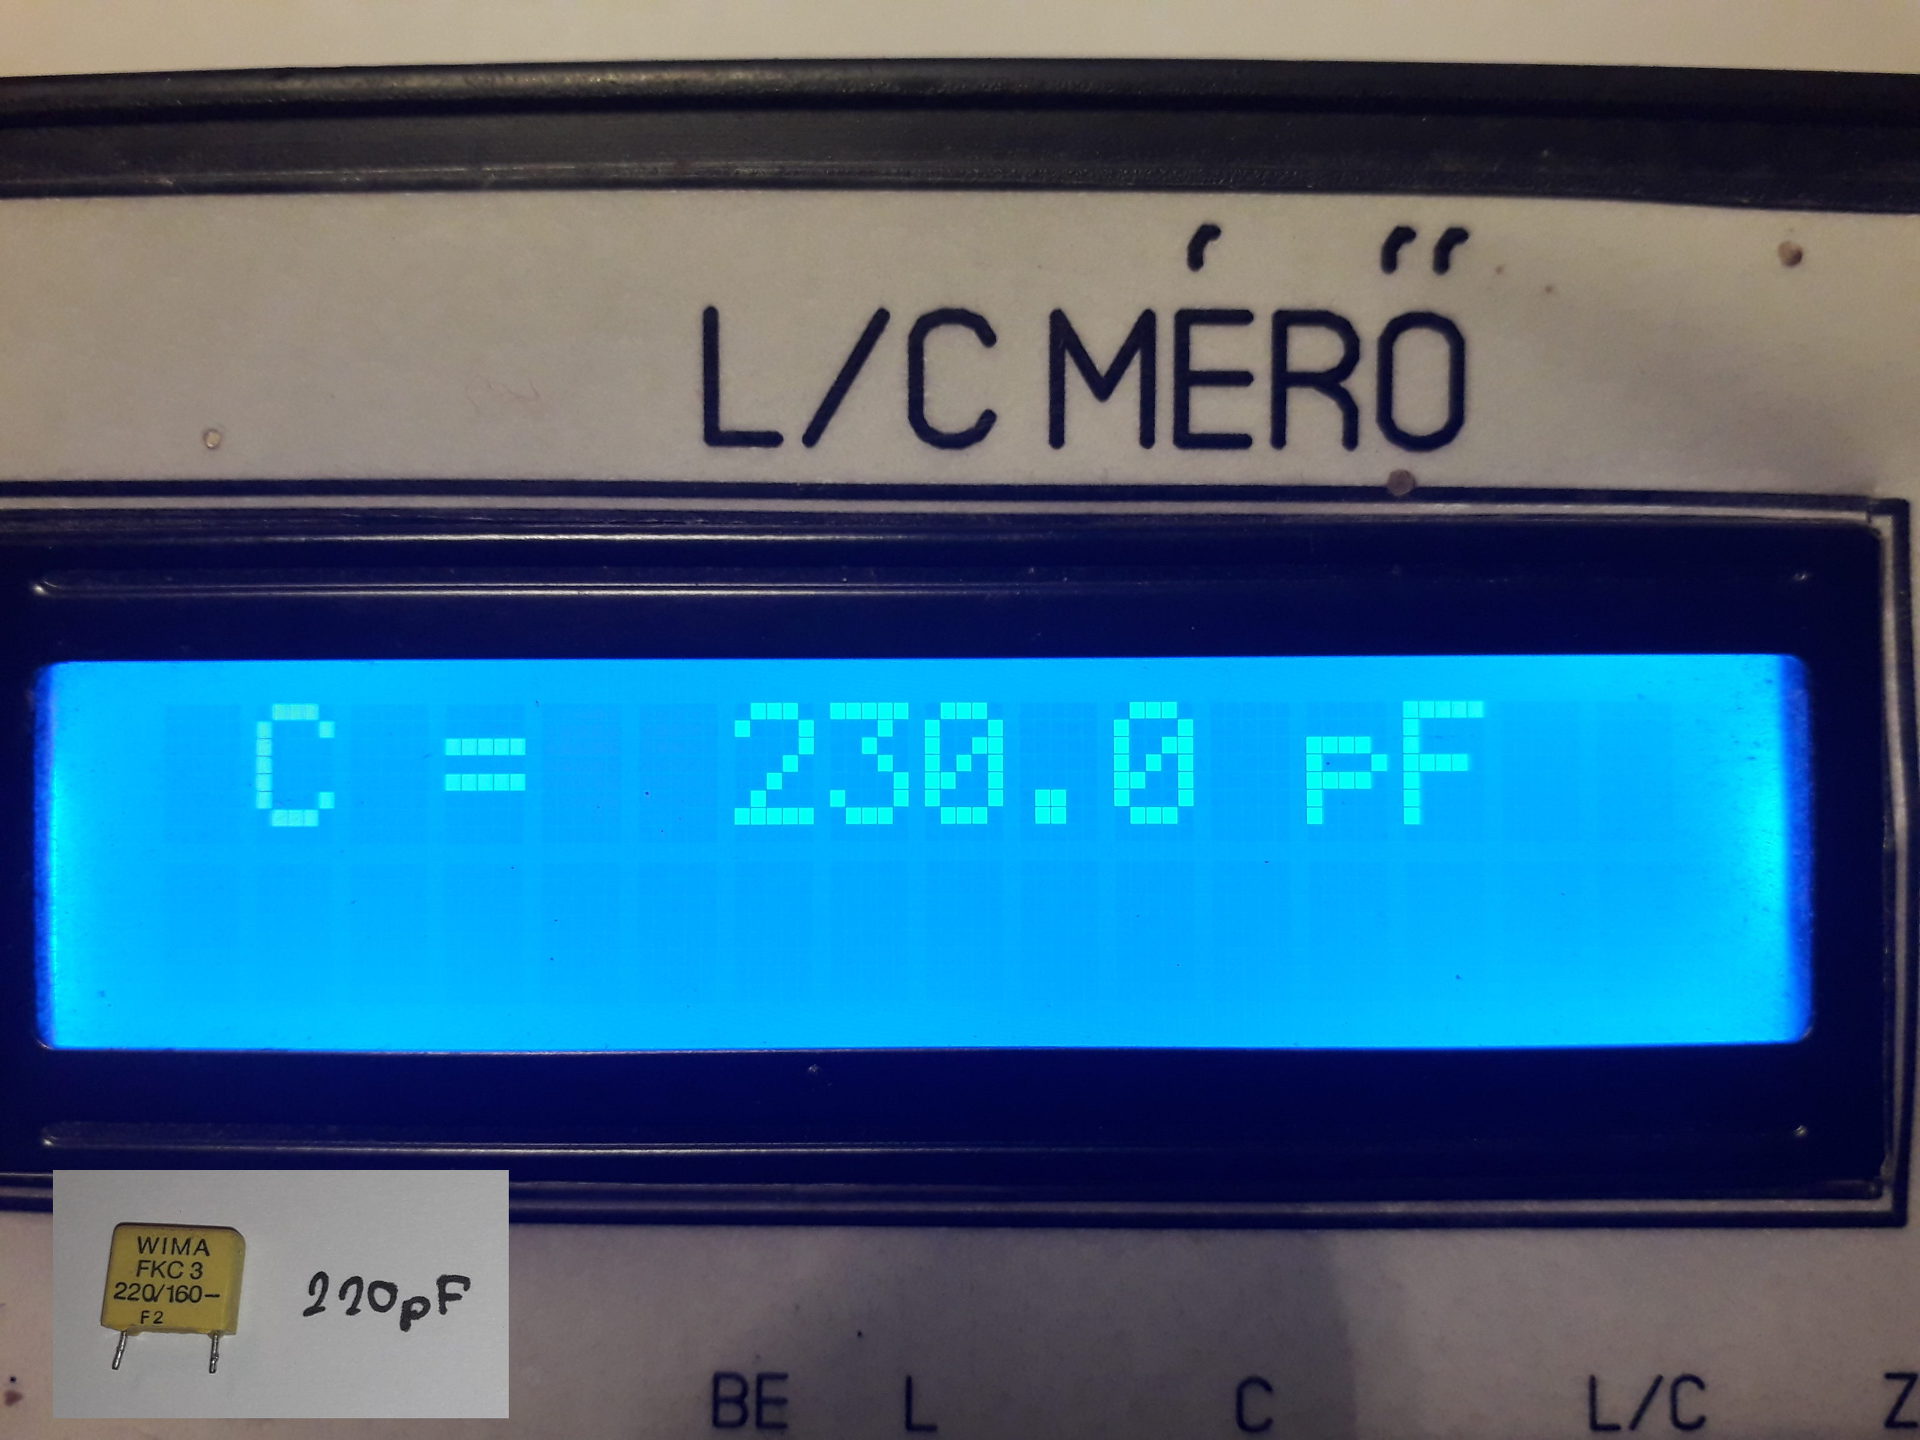 L/C MÉRŐ
C = 230.0 pF
WIMA
FKC 3
220/160–
F2
220pF
BE L C L/C Z